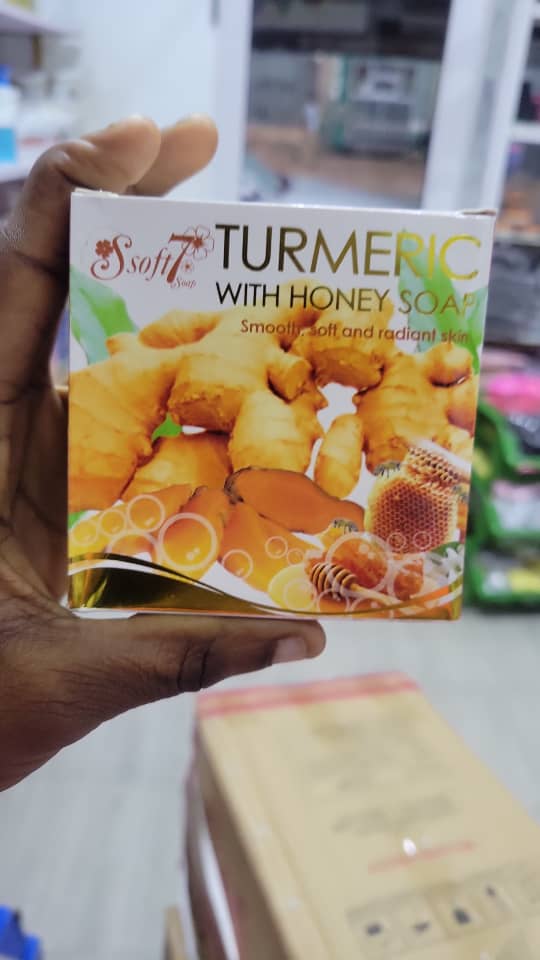 Ssoft7
Soap
TURMERIC
WITH HONEY SOAP
Smooth, soft and radiant skin